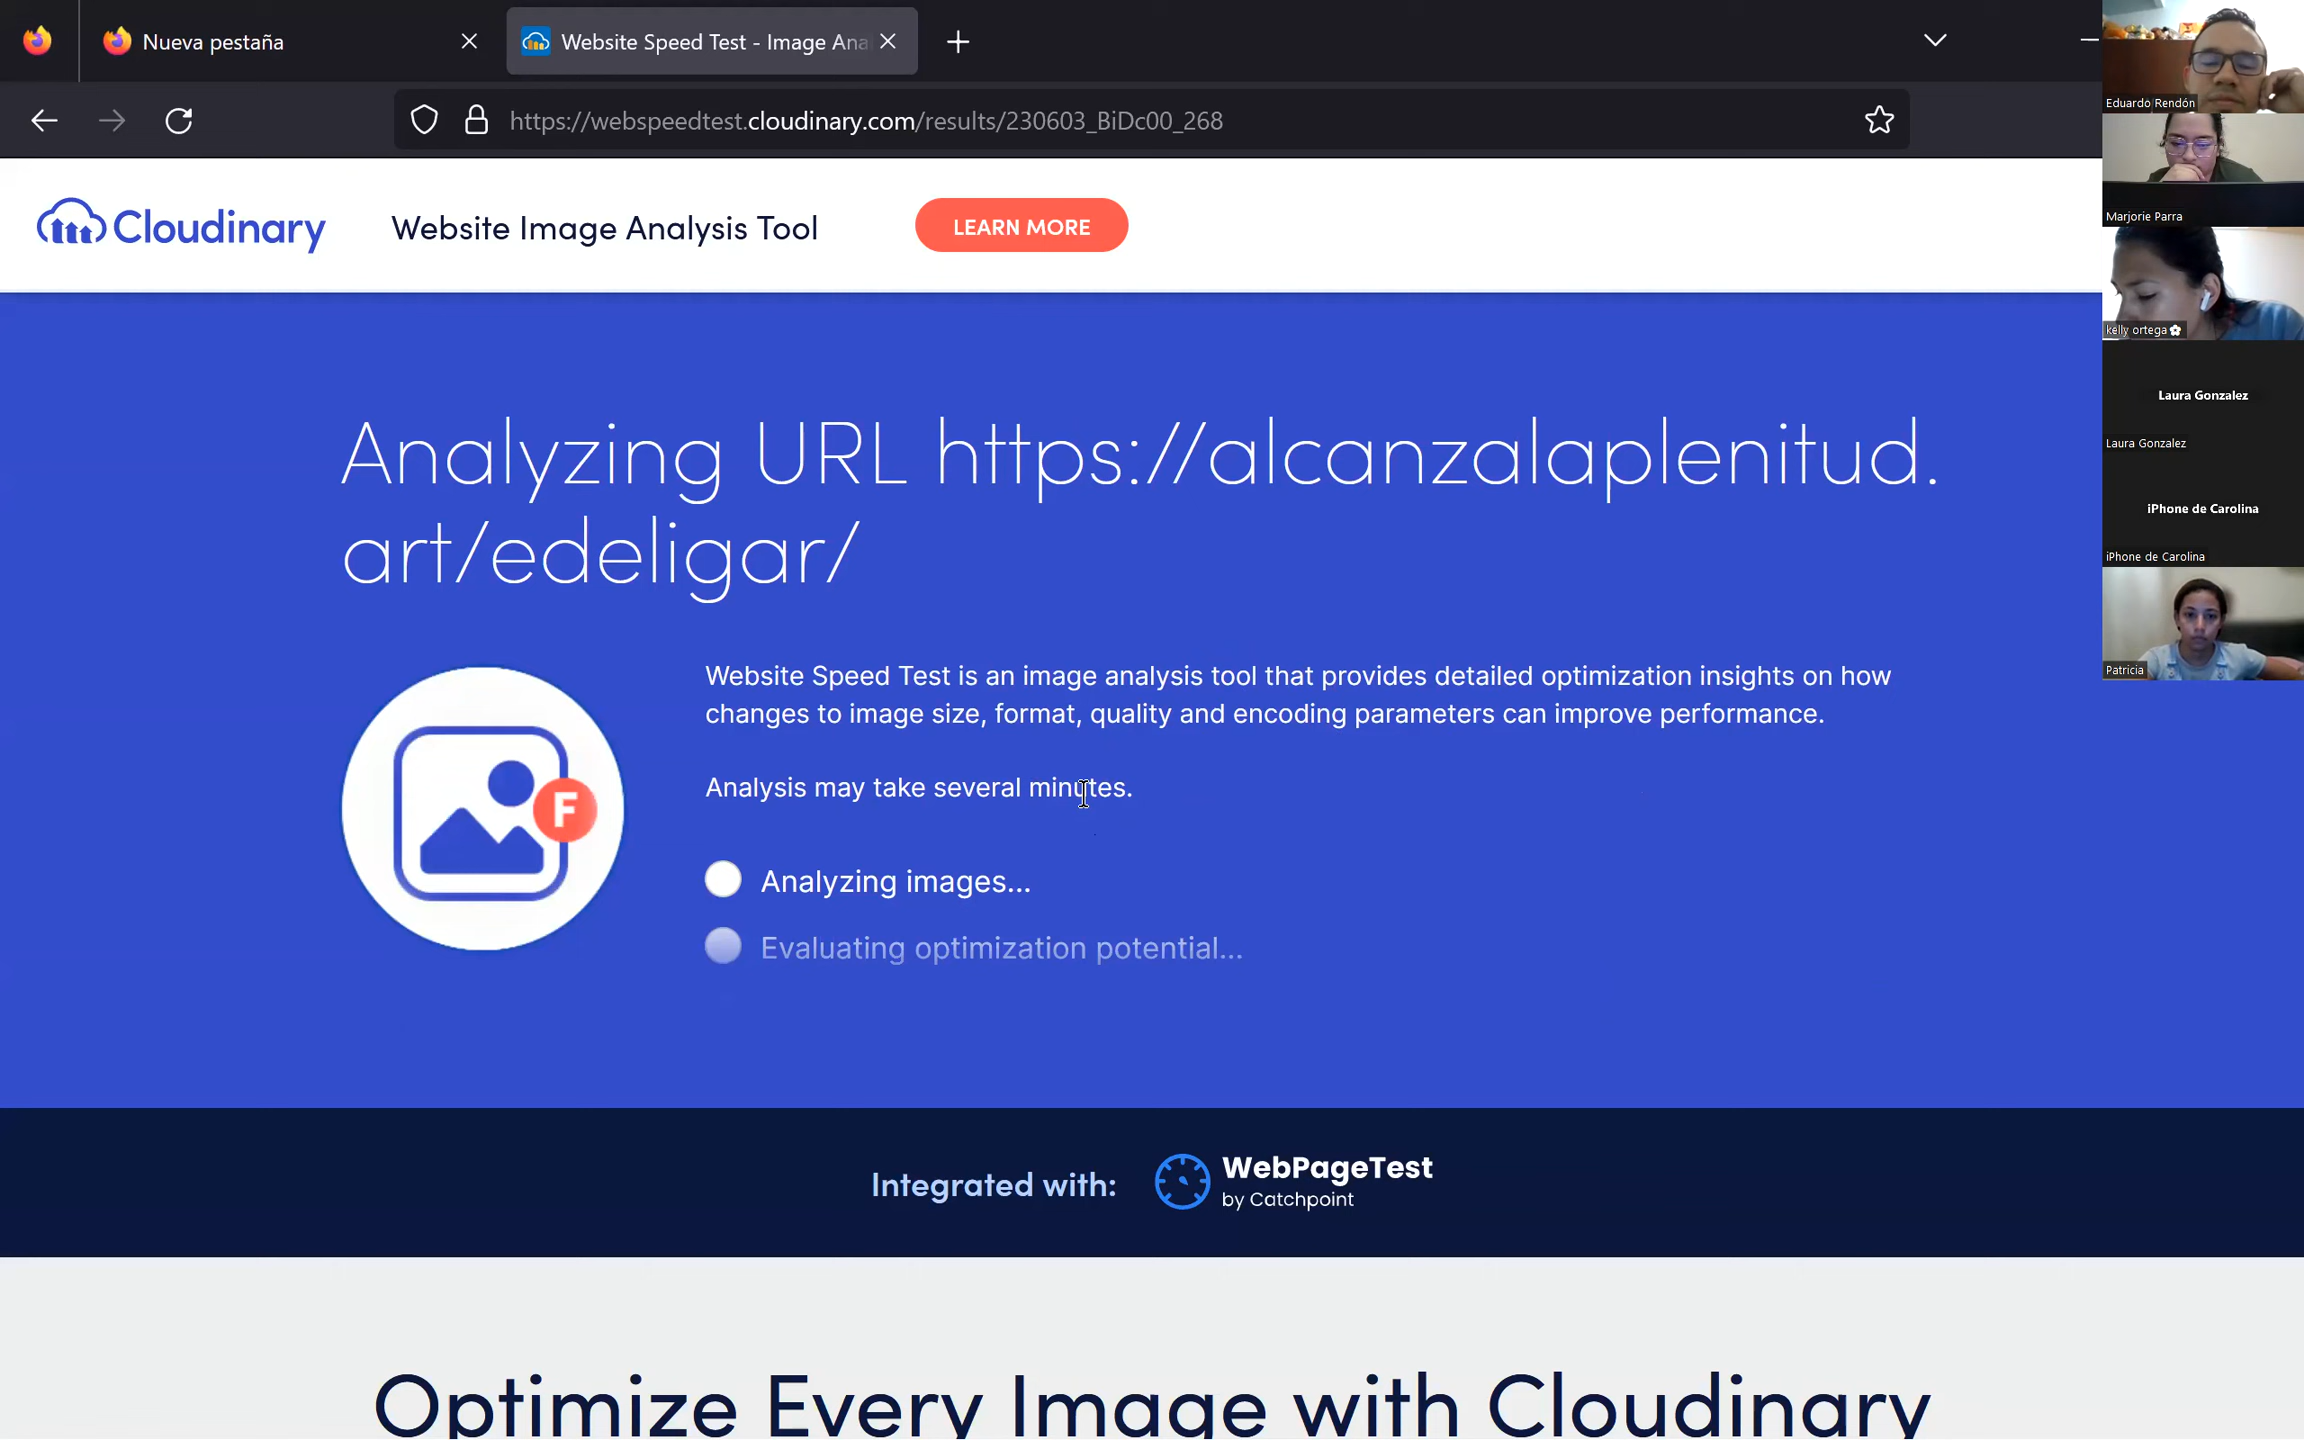 Nueva pestaña
Website Speed Test - Image Ana
https://webspeedtest.cloudinary.com/results/230603_BiDc00_268
Cloudinary
Website Image Analysis Tool
LEARN MORE
Analyzing URL https://alcanzalaplenitud.
art/edeligar/
Website Speed Test is an image analysis tool that provides detailed optimization insights on how
changes to image size, format, quality and encoding parameters can improve performance.
Analysis may take several minutes.
F
Analyzing images...
Evaluating optimization potential...
Integrated with:
WebPageTest
by Catchpoint
Optimize Every Image with Cloudinary
Eduardo Rendón
Marjorie Parra
kelly ortega
Laura Gonzalez
Laura Gonzalez
iPhone de Carolina
iPhone de Carolina
Patricia